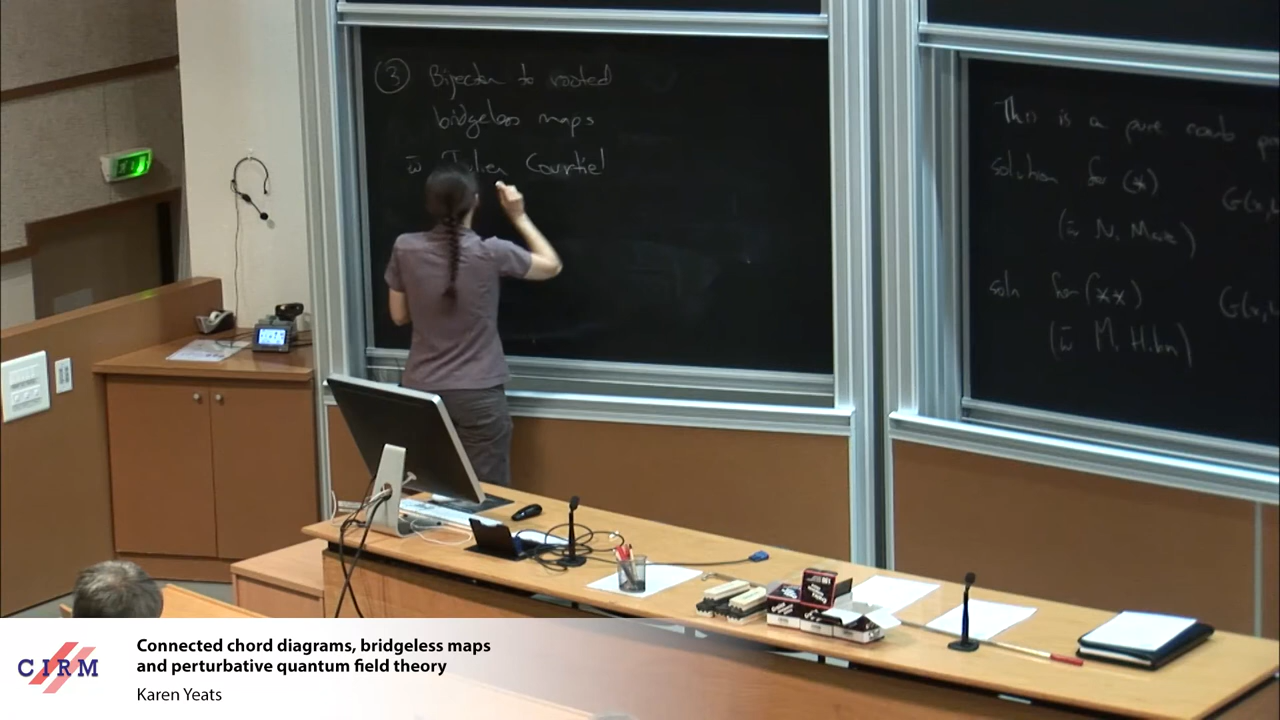 ③ Bijection to rooted
bridgeless maps
w̄ Julien Courtiel
This is a pure comb
solution for (*)
G(x,
(w̄ N. Marie)
soln for (**)
G(x,
(w̄ M. Hihn)
CIRM
Connected chord diagrams, bridgeless maps
and perturbative quantum field theory
Karen Yeats